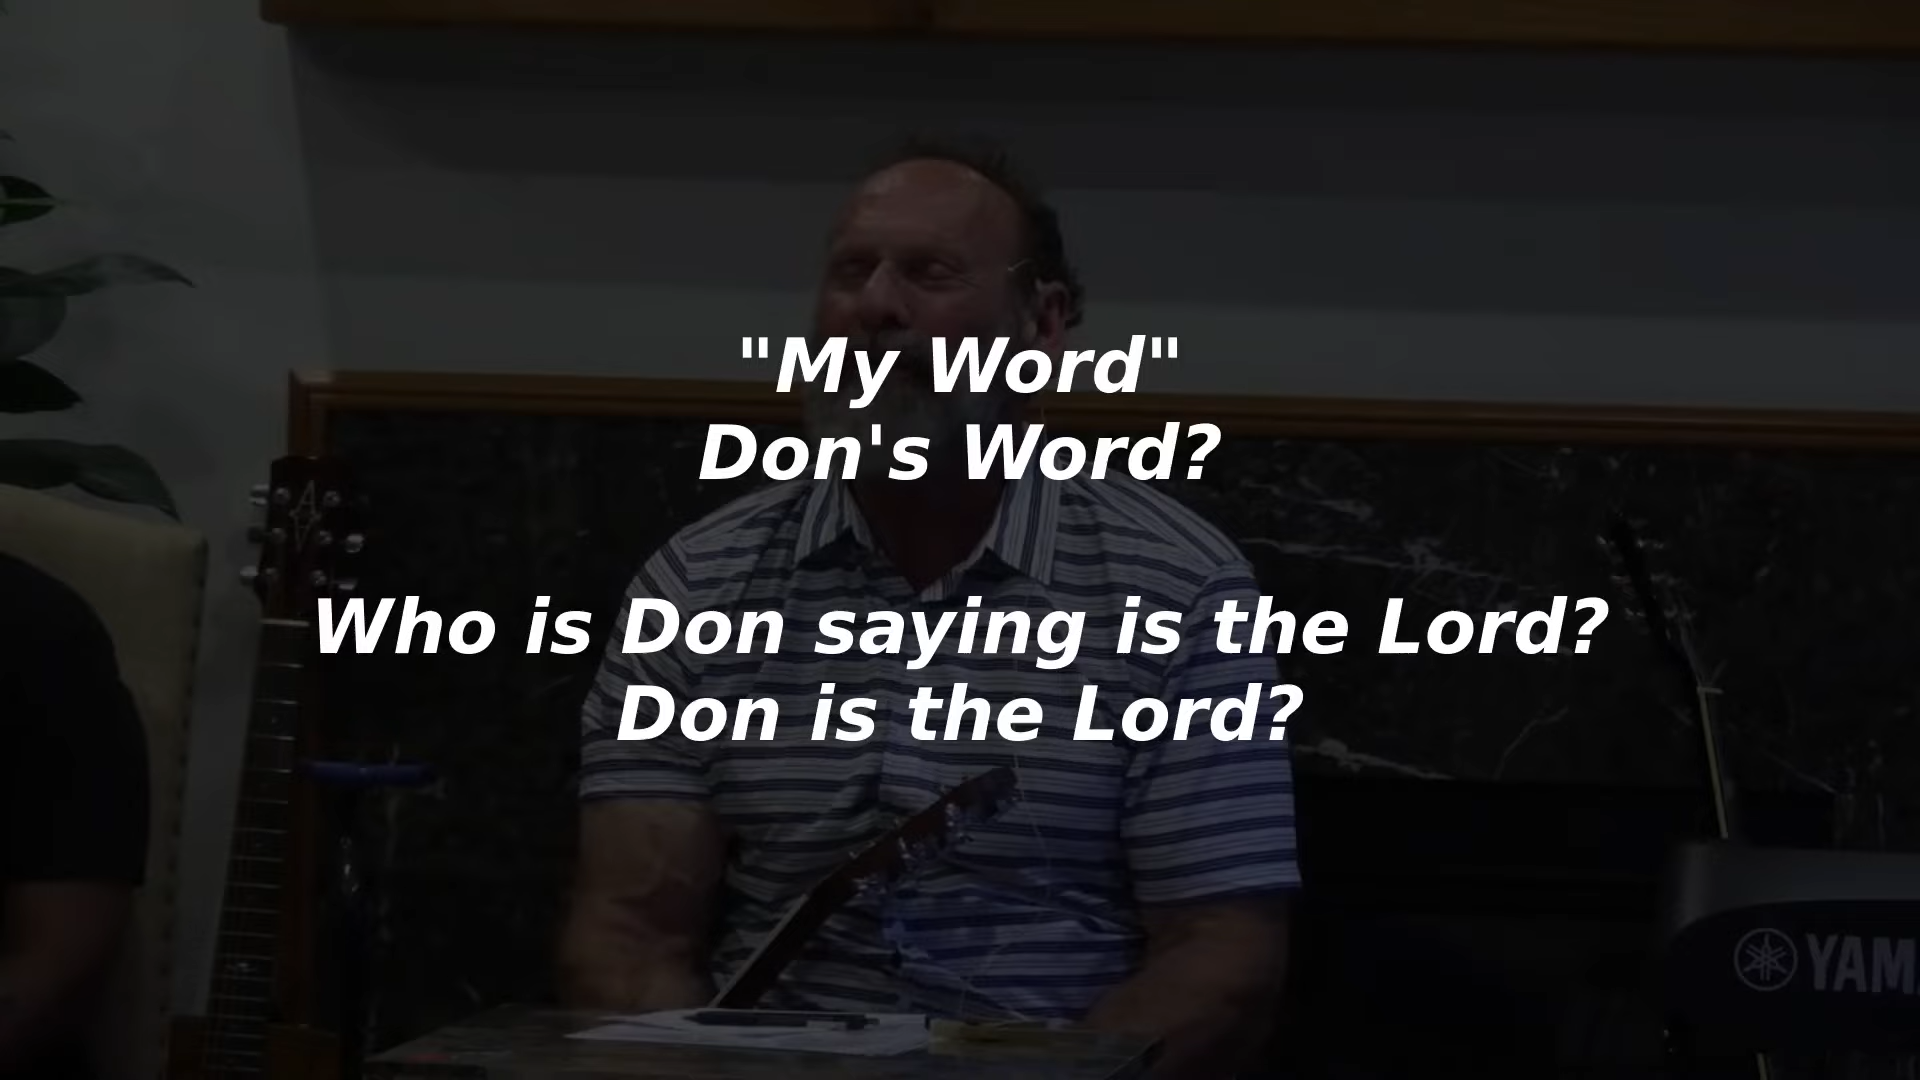 "My Word"
Don's Word?
Who is Don saying is the Lord?
Don is the Lord?
YAM